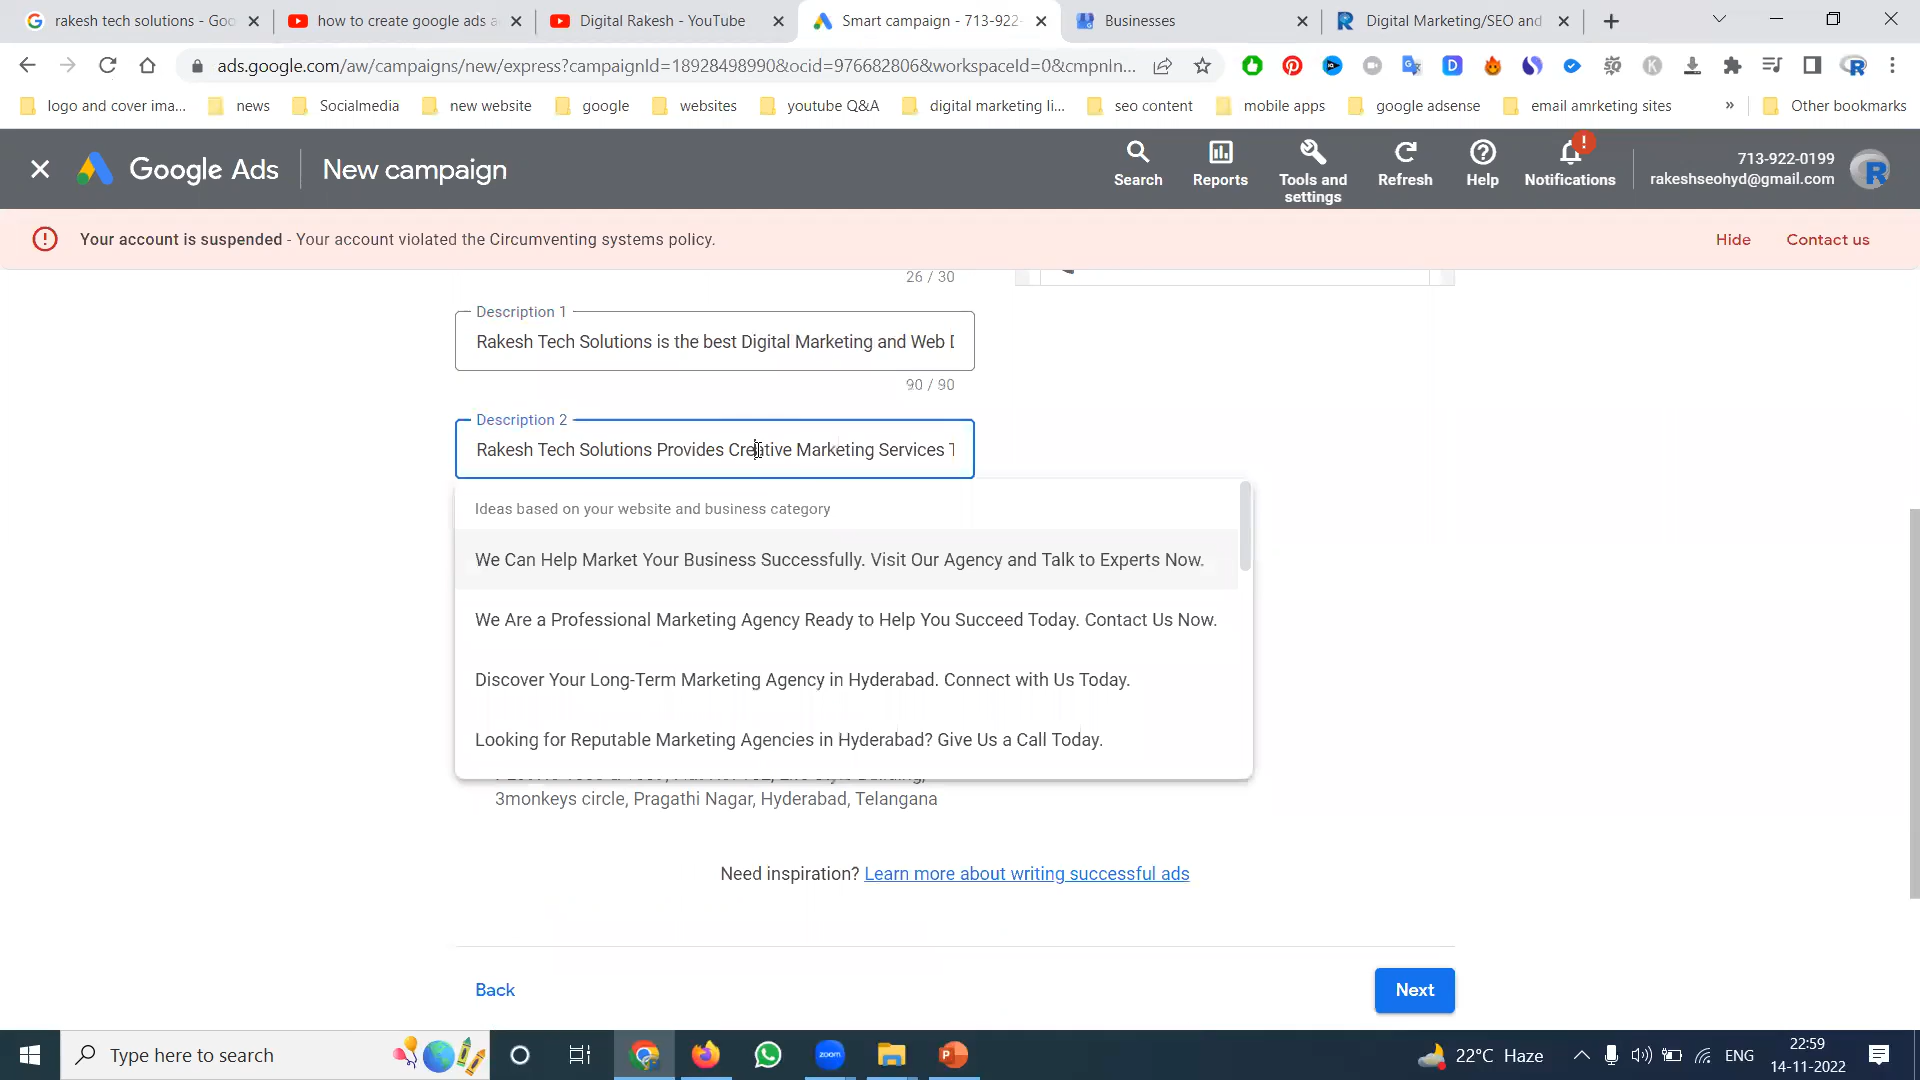 rakesh tech solutions - Goo
how to create google ads a
Digital Rakesh - YouTube
Smart campaign - 713-922-
Businesses
Digital Marketing/SEO and
ads.google.com/aw/campaigns/new/express?campaignId=18928498990&ocid=976682806&workspaceId=0&cmpnIn...
logo and cover ima...
news
Socialmedia
new website
google
websites
youtube Q&A
digital marketing li...
seo content
mobile apps
google adsense
email amrketing sites
»
Other bookmarks
Google Ads
New campaign
Search
Reports
Tools and
settings
Refresh
Help
Notifications
713-922-0199
rakeshseohyd@gmail.com
Your account is suspended - Your account violated the Circumventing systems policy.
Hide
Contact us
26 / 30
Description 1
Rakesh Tech Solutions is the best Digital Marketing and Web
90 / 90
Description 2
Rakesh Tech Solutions Provides Creative Marketing Services
Ideas based on your website and business category
We Can Help Market Your Business Successfully. Visit Our Agency and Talk to Experts Now.
We Are a Professional Marketing Agency Ready to Help You Succeed Today. Contact Us Now.
Discover Your Long-Term Marketing Agency in Hyderabad. Connect with Us Today.
Looking for Reputable Marketing Agencies in Hyderabad? Give Us a Call Today.
3monkeys circle, Pragathi Nagar, Hyderabad, Telangana
Need inspiration? Learn more about writing successful ads
Back
Next
Type here to search
zoom
22°C Haze
ENG
22:59
14-11-2022